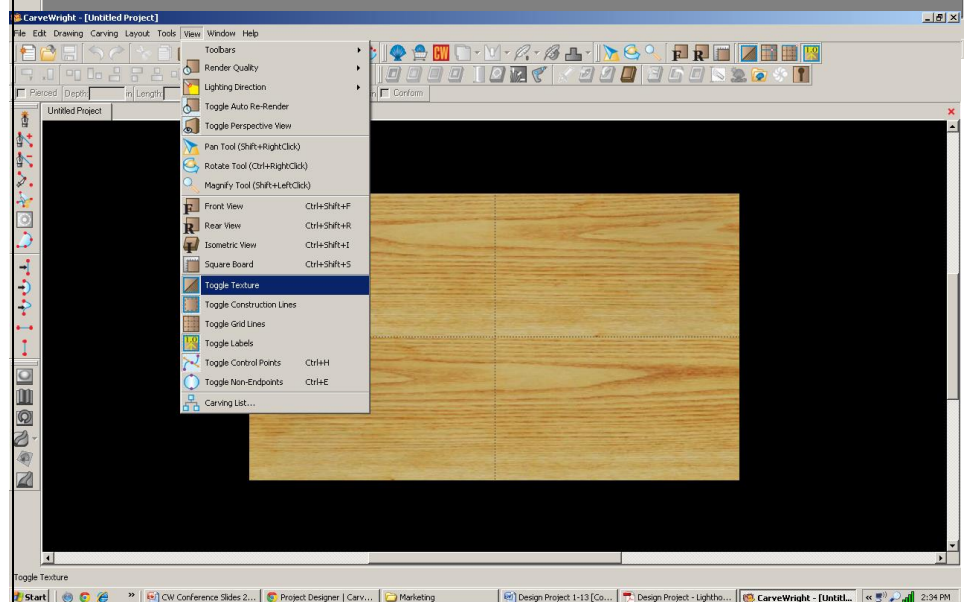 CarveWright - [Untitled Project]
File Edit Drawing Carving Layout Tools View Window Help
CW
F R
Pierced Depth: in Length: in Conform
Untitled Project
Toolbars
Render Quality
Lighting Direction
Toggle Auto Re-Render
Toggle Perspective View
Pan Tool (Shift+RightClick)
Rotate Tool (Ctrl+RightClick)
Magnify Tool (Shift+LeftClick)
F Front View Ctrl+Shift+F
R Rear View Ctrl+Shift+R
I Isometric View Ctrl+Shift+I
Square Board Ctrl+Shift+S
Toggle Texture
Toggle Construction Lines
Toggle Grid Lines
Toggle Labels
Toggle Control Points Ctrl+H
Toggle Non-Endpoints Ctrl+E
Carving List...
Toggle Texture
Start CW Conference Slides 2... Project Designer | Carv... Marketing Design Project 1-13 [Co... Design Project - Lightho... CarveWright - [Untitl... 2:34 PM